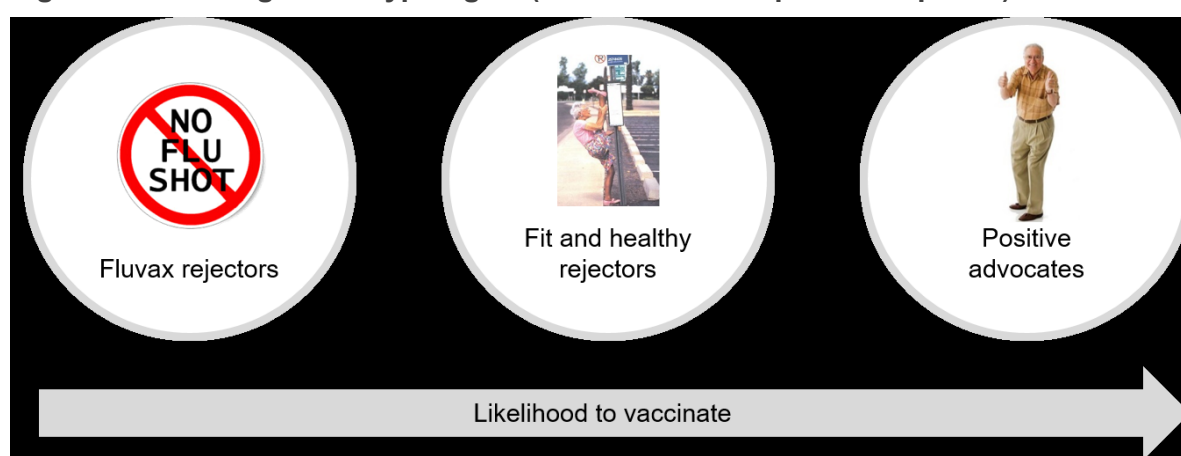 NO
FLU
SHOT
Fluvax rejectors
Fit and healthy
rejectors
Positive
advocates
Likelihood to vaccinate